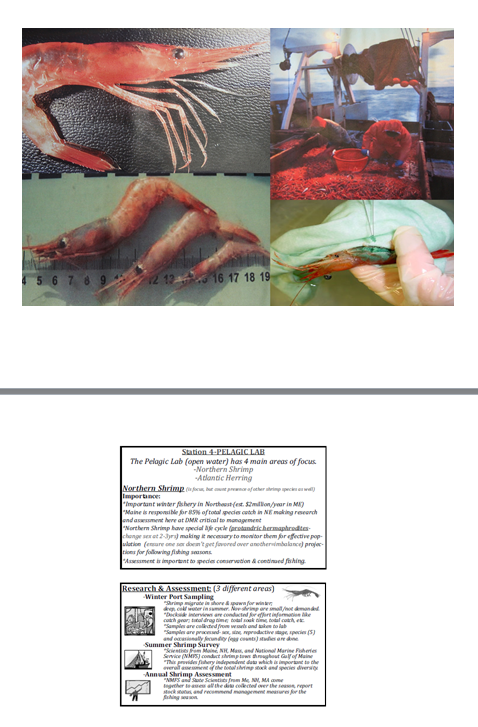 4 5 6 7 8 9 10 11 12 13 14 15 16 17 18 19
Station 4-PELAGIC LAB
The Pelagic Lab (open water) has 4 main areas of focus.
-Northern Shrimp
-Atlantic Herring
Northern Shrimp (is focus, but count presence of other shrimp species as well)
Importance:
*Important winter fishery in Northeast-(est. $2million/year in ME)
*Maine is responsible for 85% of total species catch in NE making research
and assessment here at DMR critical to management
*Northern Shrimp have special life cycle (protandric hermaphrodites-
change sex at 2-3yrs) making it necessary to monitor them for effective pop-
ulation (ensure one sex doesn't get favored over another=imbalance) projec-
tions for following fishing seasons.
*Assessment is important to species conservation & continued fishing.
Research & Assessment: (3 different areas)
-Winter Port Sampling
*Shrimp migrate in shore & spawn for winter;
deep, cold water in summer. Nov-shrimp are small/not demanded.
*Dockside interviews are conducted for effort information like
catch gear; total drag time; total soak time, total catch, etc.
*Samples are collected from vessels and taken to lab
*Samples are processed- sex, size, reproductive stage, species (5)
and occasionally fecundity (egg counts) studies are done.
-Summer Shrimp Survey
*Scientists from Maine, NH, Mass, and National Marine Fisheries
Service (NMFS) conduct shrimp tows throughout Gulf of Maine
*This provides fishery independent data which is important to the
overall assessment of the total shrimp stock and species diversity.
-Annual Shrimp Assessment
*NMFS and State Scientists from Me, NH, MA come
together to assess all the data collected over the season, report
stock status, and recommend management measures for the
fishing season.